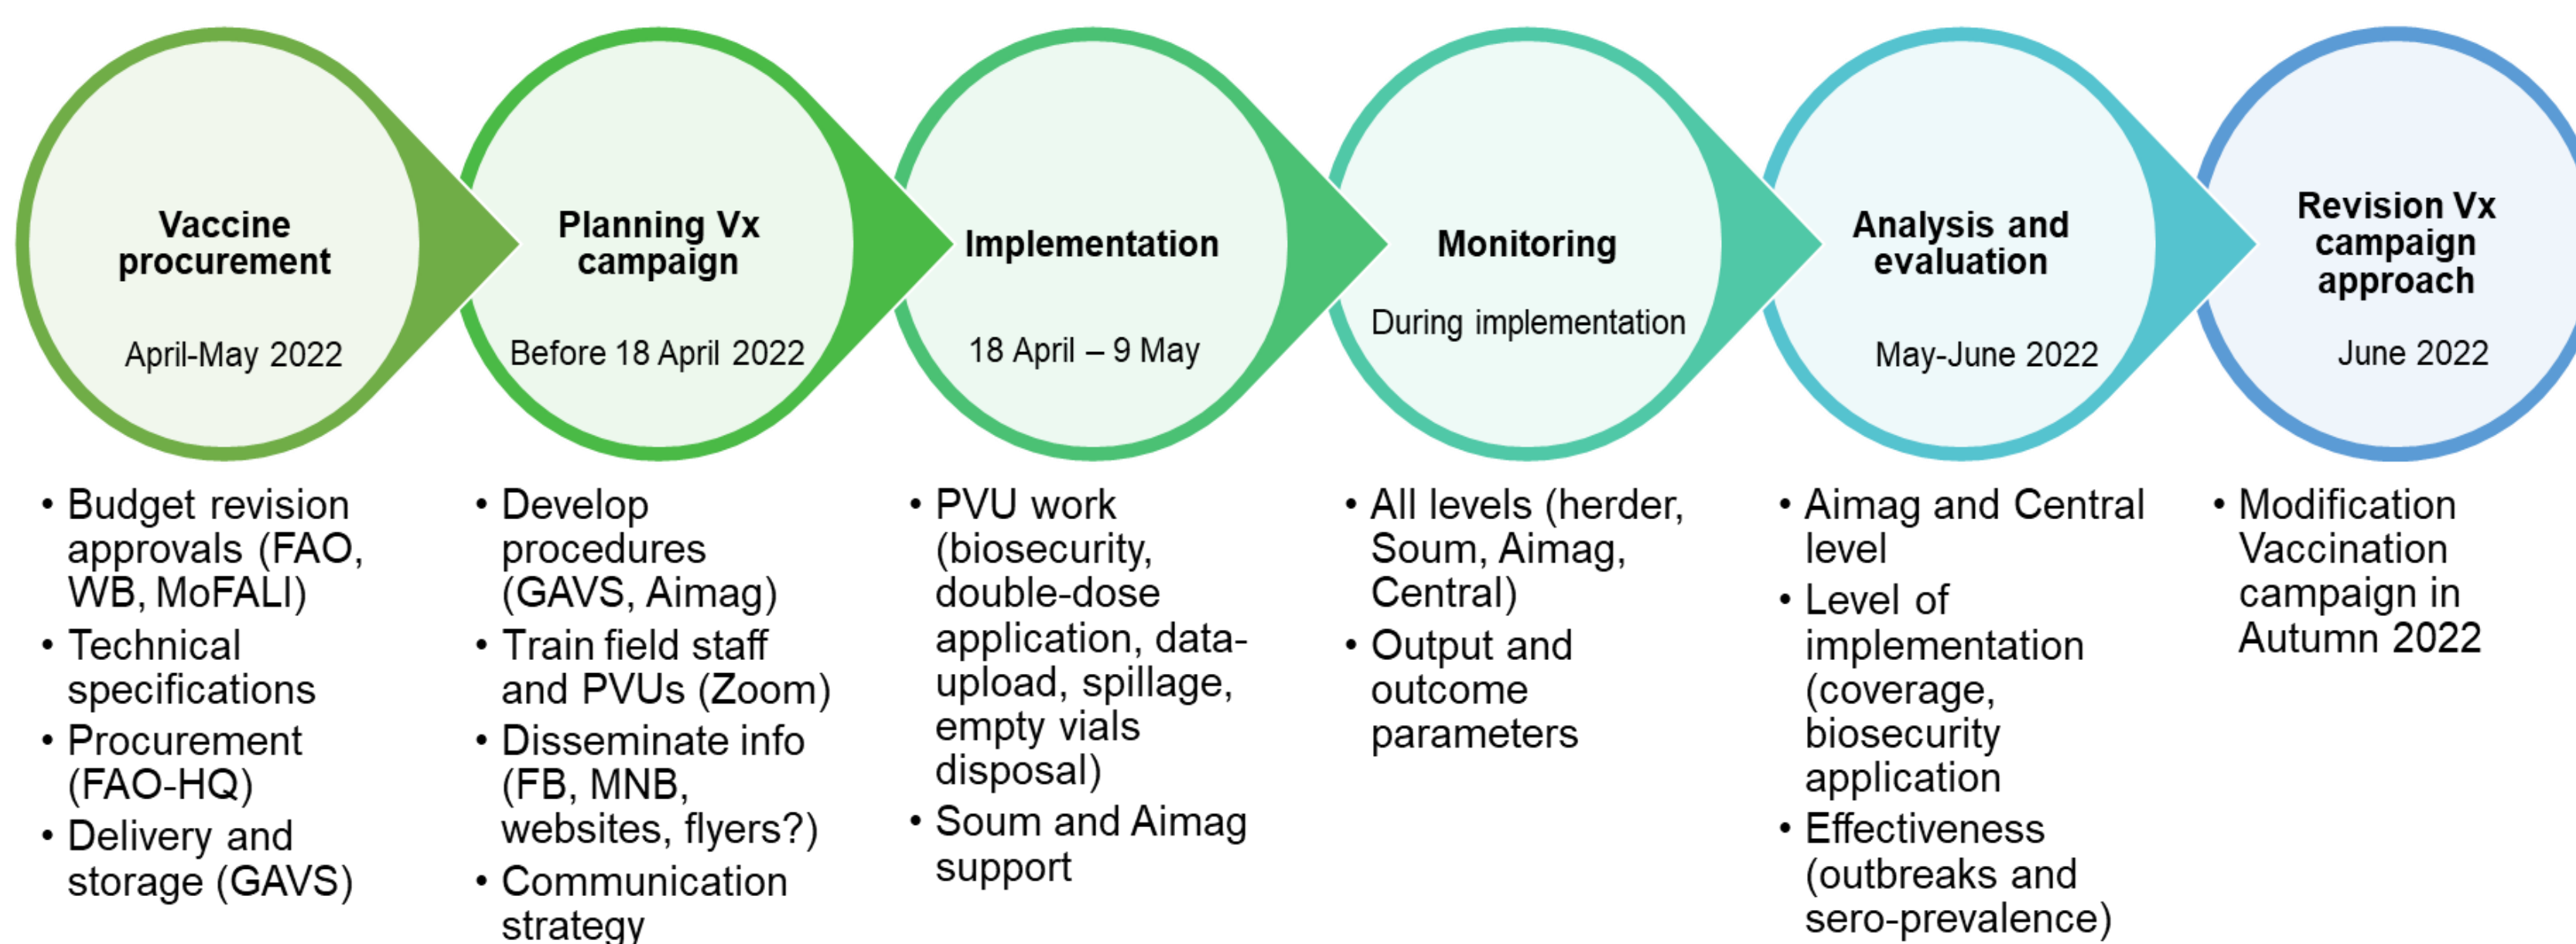 Vaccine
procurement
April-May 2022
• Budget revision
approvals (FAO,
WB, MoFALI)
• Technical
specifications
• Procurement
(FAO-HQ)
• Delivery and
storage (GAVS)
Planning Vx
campaign
Before 18 April 2022
• Develop
procedures
(GAVS, Aimag)
• Train field staff
and PVUs (Zoom)
• Disseminate info
(FB, MNB,
websites, flyers?)
• Communication
strategy
Implementation
18 April – 9 May
• PVU work
(biosecurity,
double-dose
application, data-
upload, spillage,
empty vials
disposal)
• Soum and Aimag
support
Monitoring
During implementation
• All levels (herder,
Soum, Aimag,
Central)
• Output and
outcome
parameters
Analysis and
evaluation
May-June 2022
• Aimag and Central
level
• Level of
implementation
(coverage,
biosecurity
application
• Effectiveness
(outbreaks and
sero-prevalence)
Revision Vx
campaign
approach
June 2022
• Modification
Vaccination
campaign in
Autumn 2022